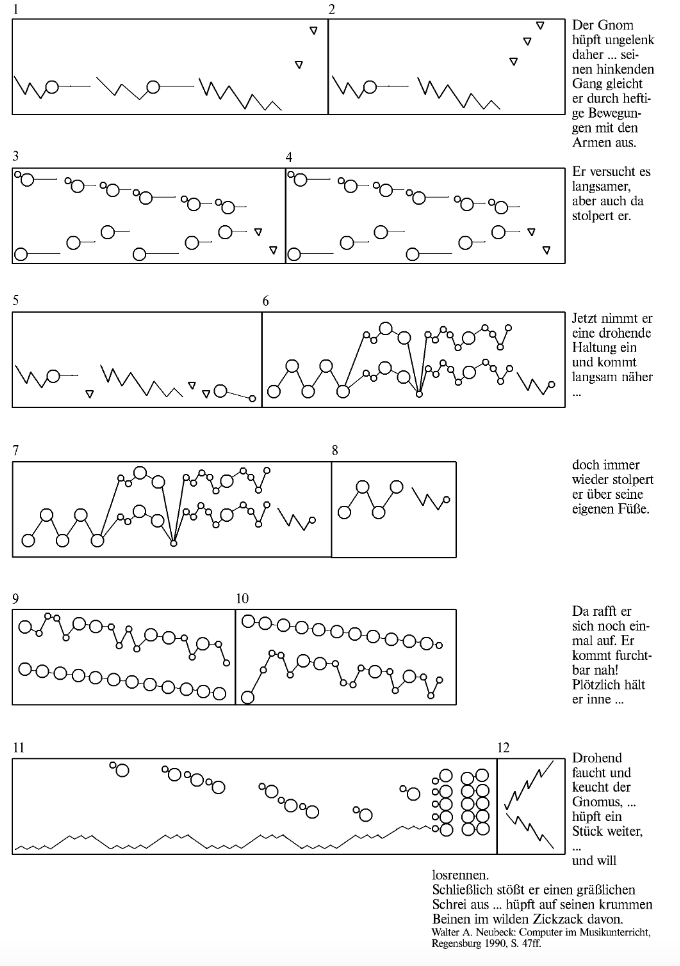 1
2
Der Gnom
hüpft ungelenk
daher ... sei-
nen hinkenden
Gang gleicht
er durch hefti-
ge Bewegun-
gen mit den
Armen aus.
3
4
Er versucht es
langsamer,
aber auch da
stolpert er.
5
6
Jetzt nimmt er
eine drohende
Haltung ein
und kommt
langsam näher
...
7
8
doch immer
wieder stolpert
er über seine
eigenen Füße.
9
10
Da rafft er
sich noch ein-
mal auf. Er
kommt furcht-
bar nah!
Plötzlich hält
er inne ...
11
12
Drohend
faucht und
keucht der
Gnomus, ...
hüpft ein
Stück weiter,
...
und will
losrennen.
Schließlich stößt er einen gräßlichen
Schrei aus ... hüpft auf seinen krummen
Beinen im wilden Zickzack davon.
Walter A. Neubeck: Computer im Musikunterricht,
Regensburg 1990, S. 47ff.